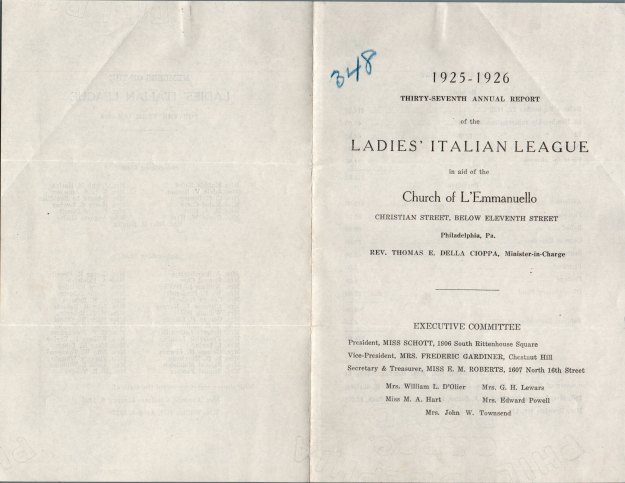 348
1925-1926
THIRTY-SEVENTH ANNUAL REPORT
of the
LADIES' ITALIAN LEAGUE
in aid of the
Church of L'Emmanuello
CHRISTIAN STREET, BELOW ELEVENTH STREET
Philadelphia, Pa.
REV. THOMAS E. DELLA CIOPPA, Minister-in-Charge
EXECUTIVE COMMITTEE
President, MISS SCHOTT, 1906 South Rittenhouse Square
Vice-President, MRS. FREDERIC GARDINER, Chestnut Hill
Secretary & Treasurer, MISS E. M. ROBERTS, 1607 North 16th Street
Mrs. William L. D'Olier Mrs. G. H. Lewars
Miss M. A. Hart Mrs. Edward Powell
Mrs. John W. Townsend